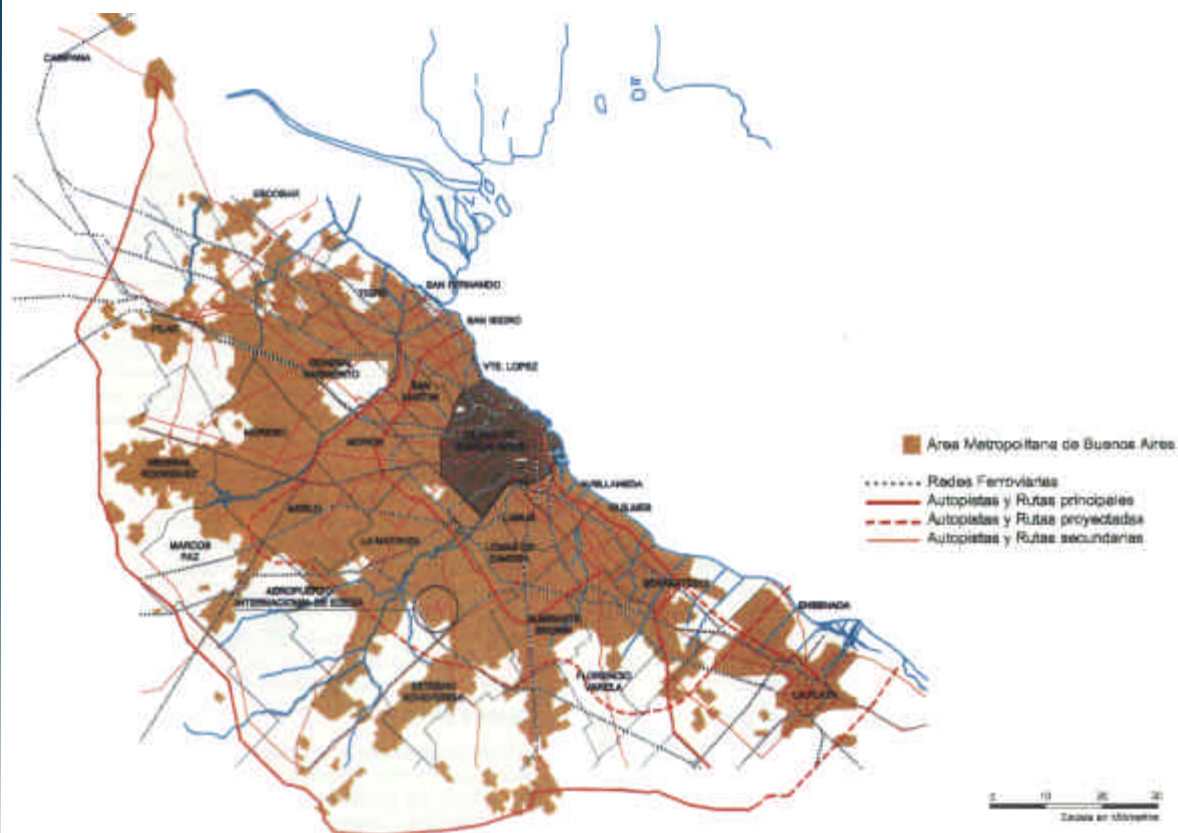 CAMPANA
ESCOBAR
TIGRE
SAN FERNANDO
SAN ISIDRO
PILAR
VTE. LOPEZ
GENERAL
SARMIENTO
SAN
MARTIN
MORENO
MORON
GENERAL
RODRIGUEZ
AVELLANEDA
QUILMES
MERLO
LANUS
MARCOS
PAZ
LA MATANZA
LOMAS DE
ZAMORA
AEROPUERTO
INTERNACIONAL DE EZEIZA
BERAZATEGUI
ENSENADA
ALMIRANTE
BROWN
FLORENCIO
VARELA
ESTEBAN
ECHEVERRIA
LA PLATA
Area Metropolitana de Buenos Aires
Redes Ferroviarias
Autopistas y Rutas principales
Autopistas y Rutas proyectadas
Autopistas y Rutas secundarias
0 10 20 30
Escala en kilómetros